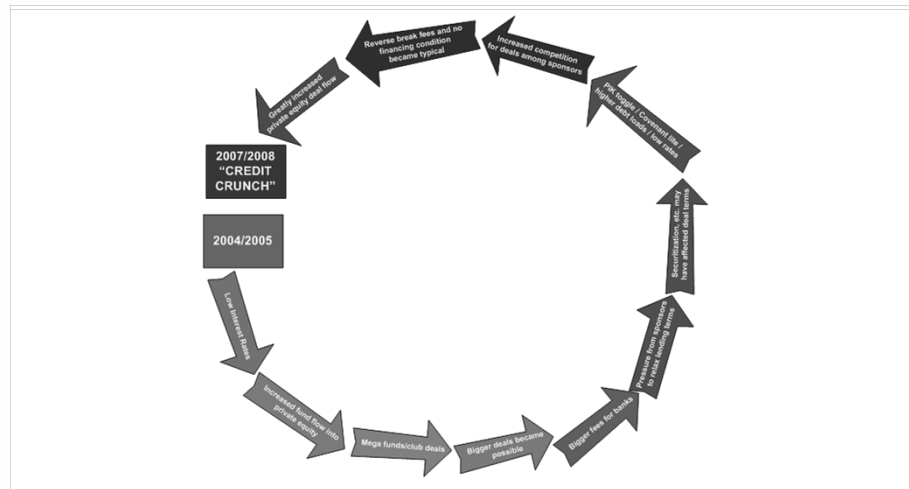 2004/2005
Low Interest Rates
Increased fund flow into
private equity
Mega funds/club deals
Bigger deals became
possible
Bigger fees for banks
Pressure from sponsors
to relax lending terms
Securitization, etc. may
have affected deal terms
PIK toggle / Covenant lite /
higher debt loads / low rates
Increased competition
for deals among sponsors
Reverse break fees and no
financing condition
became typical
Greatly increased
private equity deal flow
2007/2008
“CREDIT
CRUNCH”